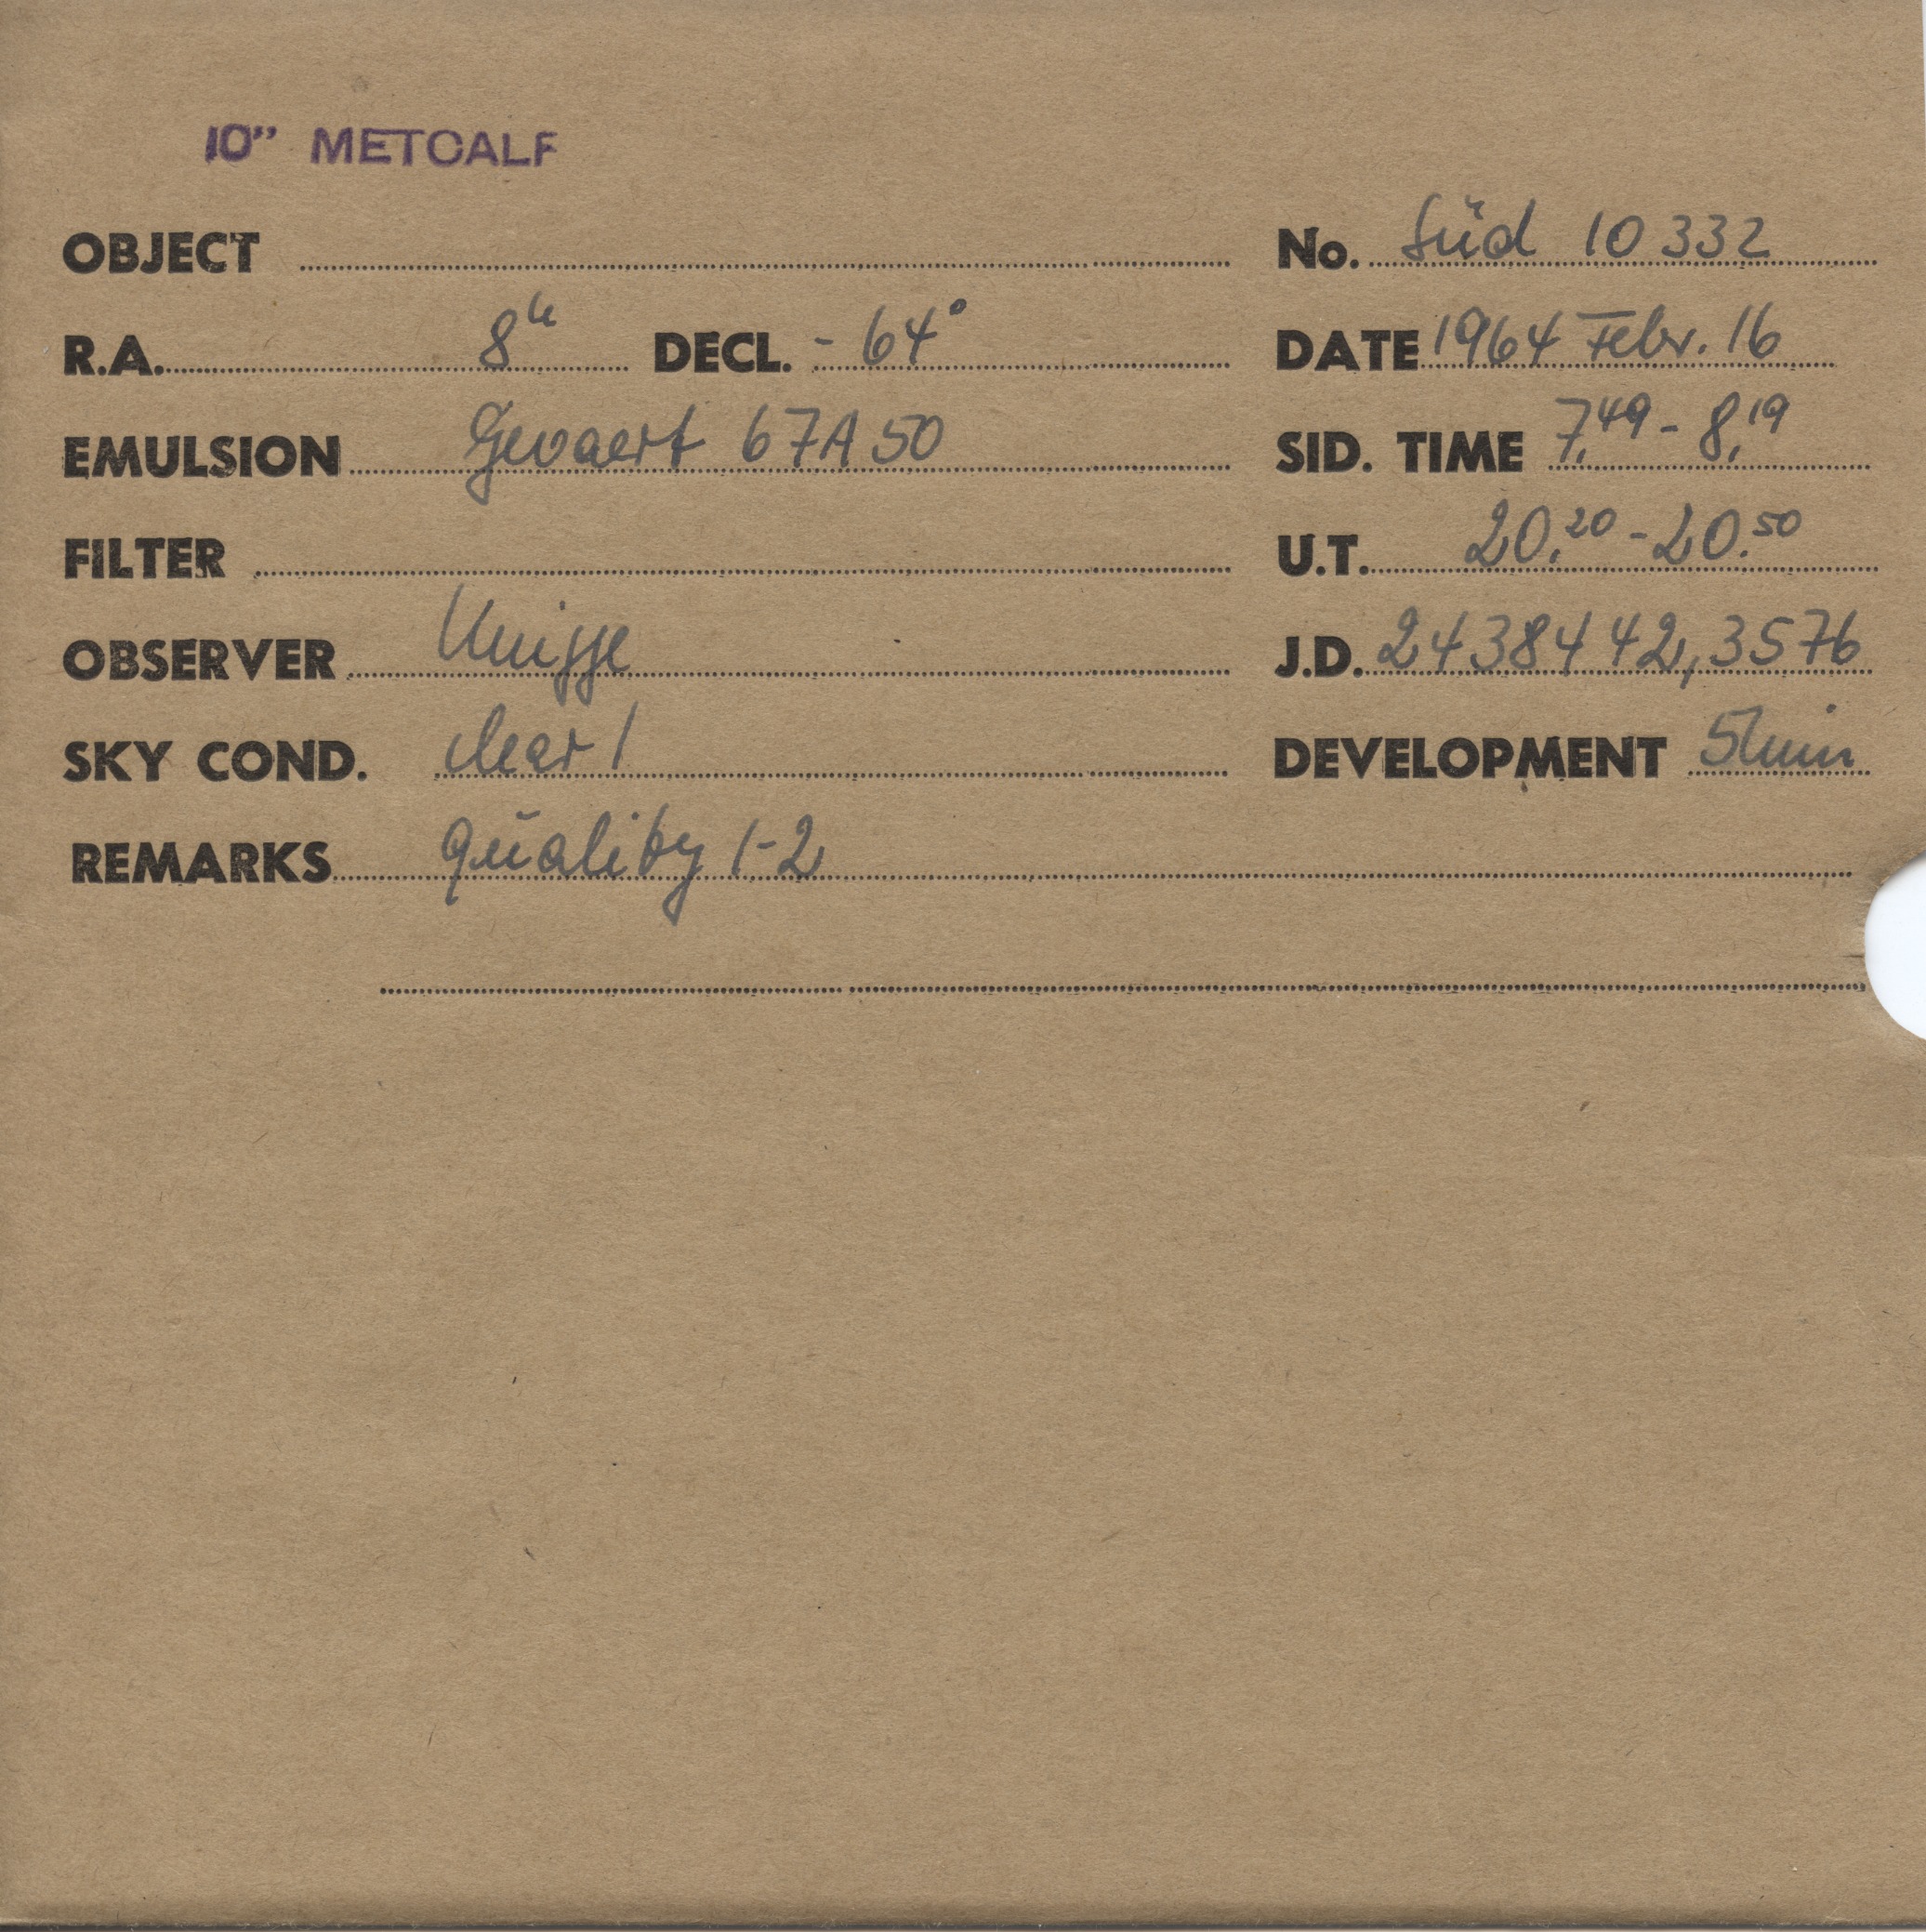 10" METCALF
OBJECT
No. Süd 10332
R.A. 8h DECL. -64°
DATE 1964 Febr. 16
EMULSION Gevaert 67A50
SID. TIME 7,49 - 8,19
FILTER
U.T. 20,20 - 20.50
OBSERVER
J.D. 2438442,3576
SKY COND. clear 1
DEVELOPMENT
REMARKS quality 1-2